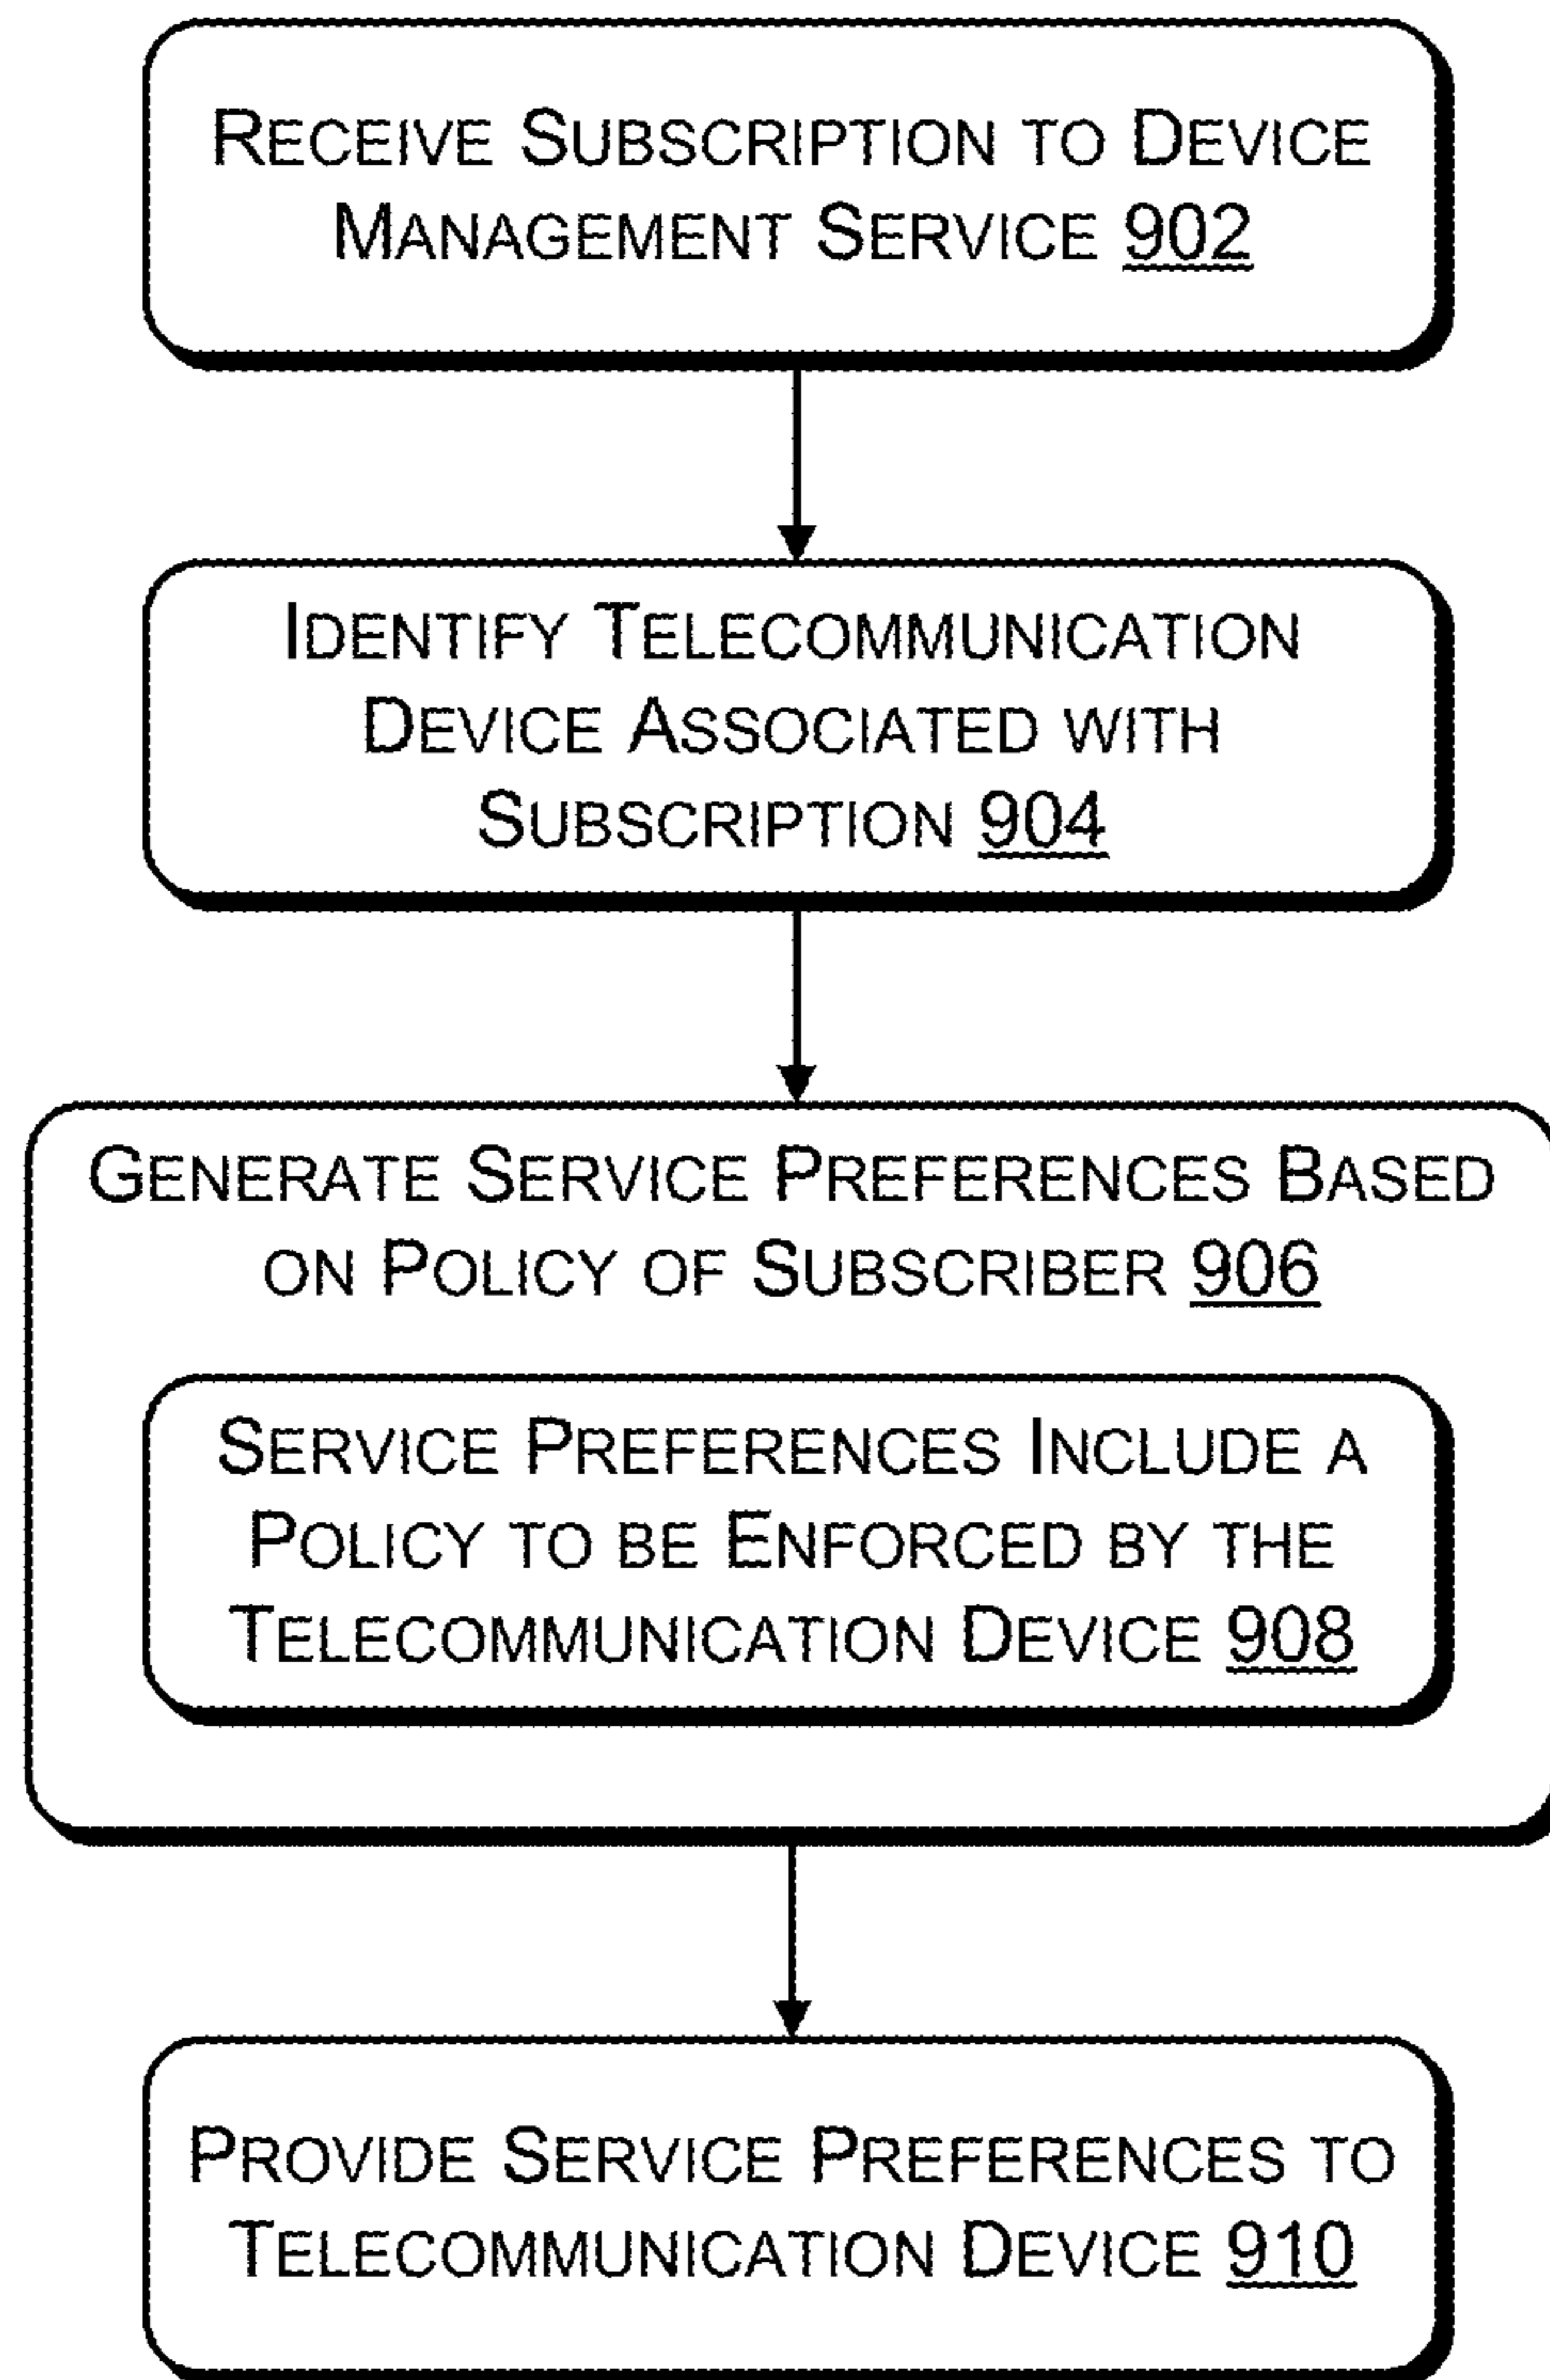 RECEIVE SUBSCRIPTION TO DEVICE
MANAGEMENT SERVICE 902
IDENTIFY TELECOMMUNICATION
DEVICE ASSOCIATED WITH
SUBSCRIPTION 904
GENERATE SERVICE PREFERENCES BASED
ON POLICY OF SUBSCRIBER 906
SERVICE PREFERENCES INCLUDE A
POLICY TO BE ENFORCED BY THE
TELECOMMUNICATION DEVICE 908
PROVIDE SERVICE PREFERENCES TO
TELECOMMUNICATION DEVICE 910